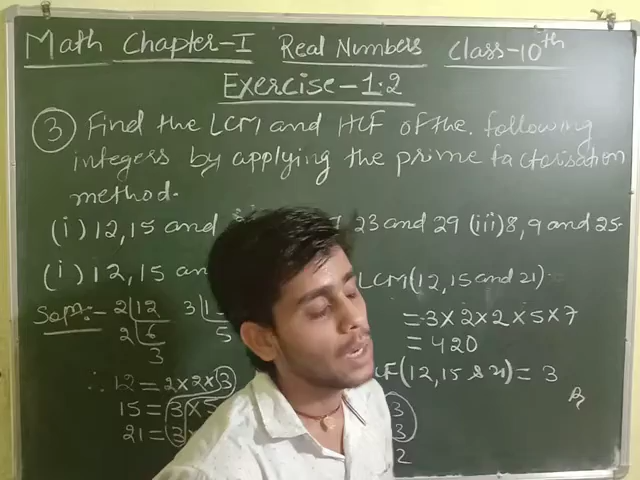 Math Chapter-I Real Numbers Class-10th
Exercise-1.2
(3) Find the LCM and HCF of the following
integers by applying the prime factorisation
method.
(i) 12, 15 and 23 and 29 (iii) 8, 9 and 25.
(i) 12, 15 an LCM(12, 15 and 21)
Soln:- 2 12 3 1 = 3 × 2 × 2 × 5 × 7
2 6 5 = 420
3
∴ 12 = 2×2×3 CF(12, 15 & 21) = 3
15 = 3×5 3
21 = 3 3
2